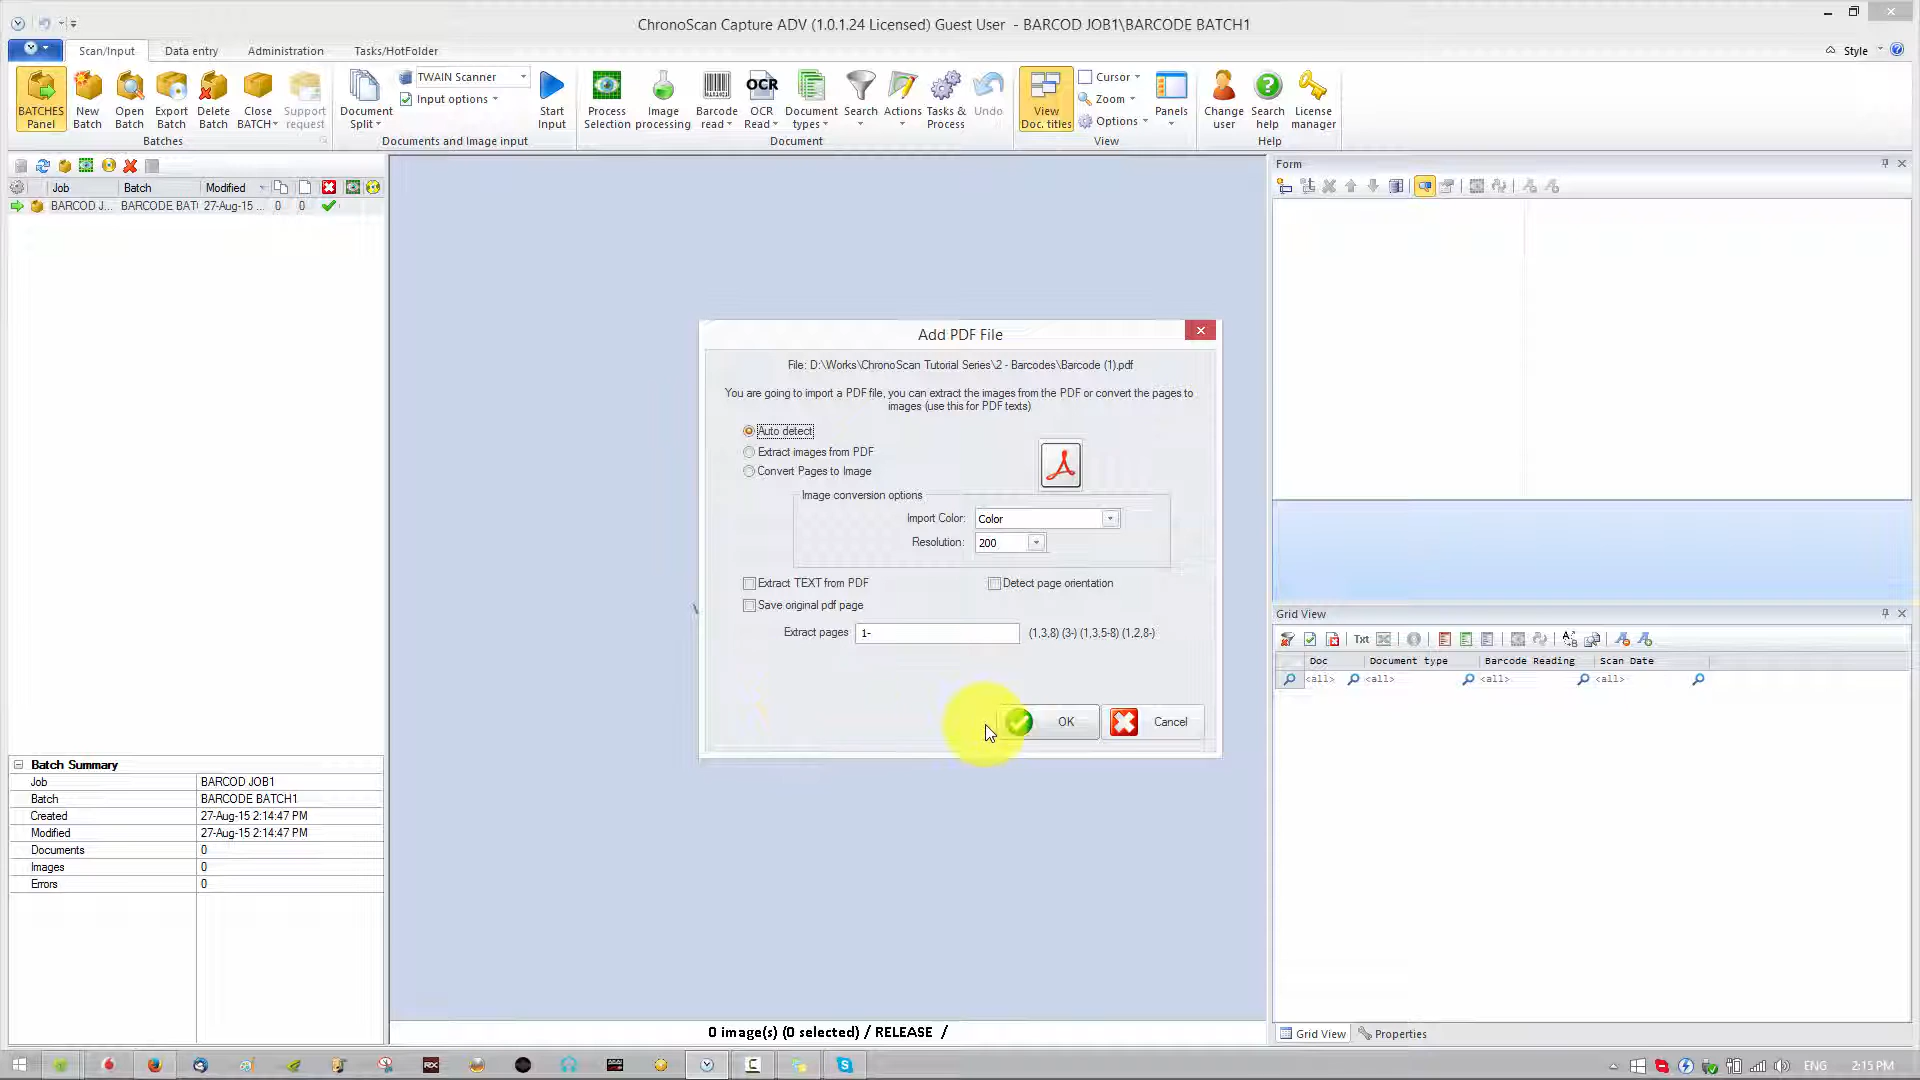 ChronoScan Capture ADV (1.0.1.24 Licensed) Guest User - BARCOD JOB1\BARCODE BATCH1
Scan/Input Data entry Administration Tasks/HotFolder Style
BATCHES Panel
New Batch
Open Batch
Export Batch
Delete Batch
Close BATCH
Support request
Batches
Document Split
TWAIN Scanner
Input options
Start Input
Documents and Image input
Process Selection
Image processing
Barcode read
OCR
OCR Read
Document types
Search
Actions
Tasks & Process
Undo
Document
View Doc. titles
Cursor
Zoom
Options
Panels
View
Change user
Search help
License manager
Help
Job Batch Modified
BARCOD J... BARCODE BAT 27-Aug-15 ... 0 0
Form
Add PDF File
File: D:\Works\ChronoScan Tutorial Series\2 - Barcodes\Barcode (1).pdf
You are going to import a PDF file, you can extract the images from the PDF or convert the pages to
images (use this for PDF texts)
Auto detect
Extract images from PDF
Convert Pages to Image
Image conversion options
Import Color: Color
Resolution: 200
Extract TEXT from PDF Detect page orientation
Save original pdf page
Extract pages 1- (1,3,8) (3-) (1,3,5-8) (1,2,8-)
OK Cancel
Grid View
Txt
Doc Document type Barcode Reading Scan Date
<all> <all> <all> <all>
Batch Summary
Job BARCOD JOB1
Batch BARCODE BATCH1
Created 27-Aug-15 2:14:47 PM
Modified 27-Aug-15 2:14:47 PM
Documents 0
Images 0
Errors 0
0 image(s) (0 selected) / RELEASE /
Grid View Properties
RX
ENG 2:15 PM